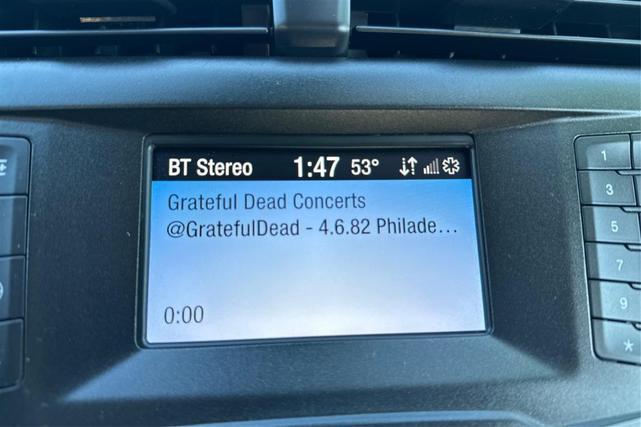 BT Stereo 1:47 53°
Grateful Dead Concerts
@GratefulDead - 4.6.82 Philade…
0:00
1
3
5
7
9
*